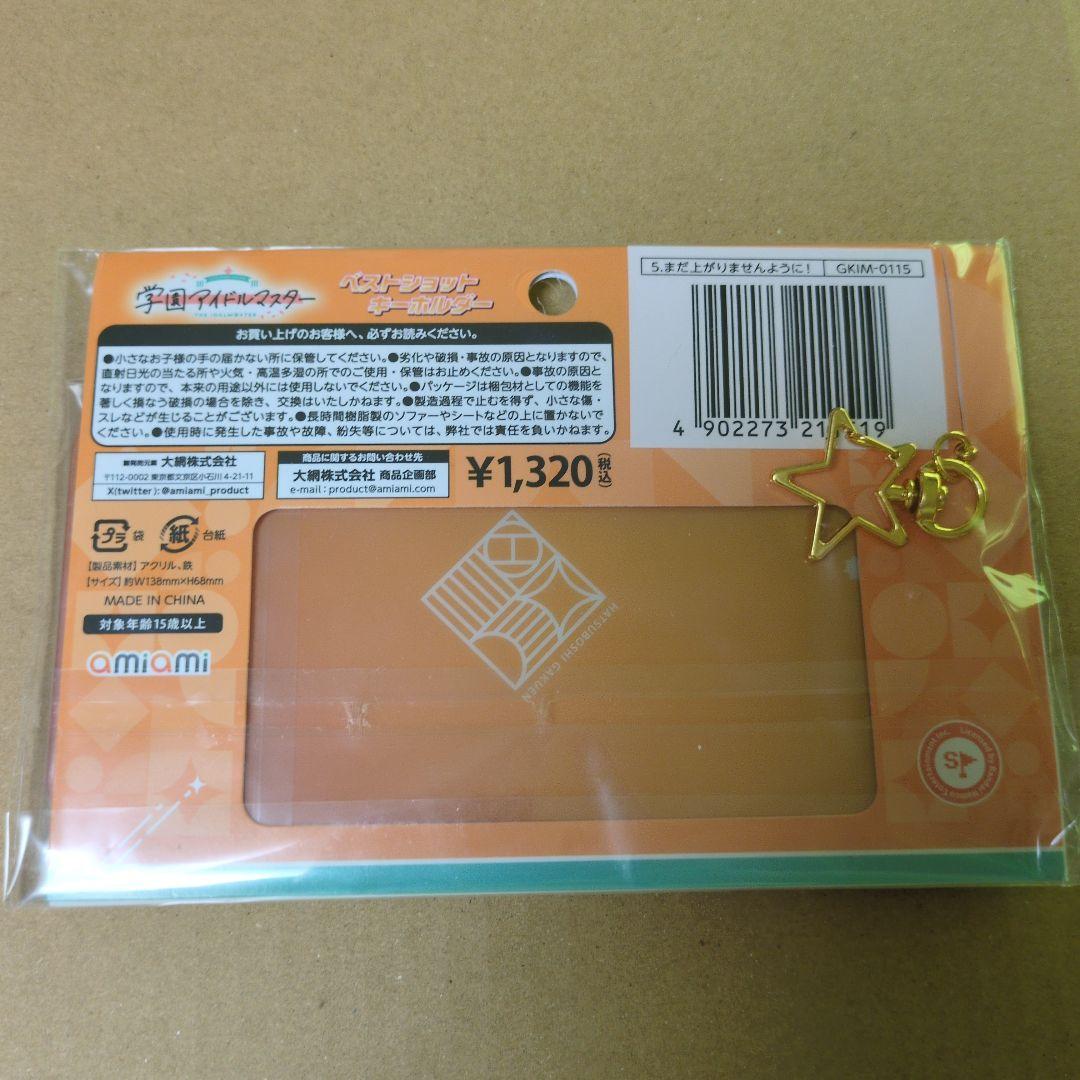 学園アイドルマスター
THE IDOLM@STER
ベストショット
キーホルダー
お買い上げのお客様へ、必ずお読みください。
●小さなお子様の手の届かない所に保管してください。●劣化や破損・事故の原因となりますので、
直射日光の当たる所や火気・高温多湿の所でのご使用・保管はお止めください。●事故の原因と
なりますので、本来の用途以外には使用しないでください。●パッケージは梱包材としての機能を
著しく損なう破損の場合を除き、交換はいたしかねます。●製造過程で止むを得ず、小さな傷・
スレなどが生じることがございます。●長時間樹脂製のソファーやシートなどの上に置かないで
ください。●使用時に発生した事故や故障、紛失等については、弊社では責任を負いかねます。
販売元 大網株式会社
〒112-0002 東京都文京区小石川 4-21-11
X(twitter):@amiami_product
商品に関するお問い合わせ先
大網株式会社 商品企画部
e-mail:product@amiami.com
¥1,320(税込)
プラ 袋
紙 台紙
【製品素材】アクリル、鉄
【サイズ】約W138mm×H68mm
MADE IN CHINA
対象年齢15歳以上
amiami
5.まだ上がりませんように!
GKIM-0115
4 902273 21
19
HATSUBOSHI GAKUEN
Licensed by Bandai Namco Entertainment Inc.
S